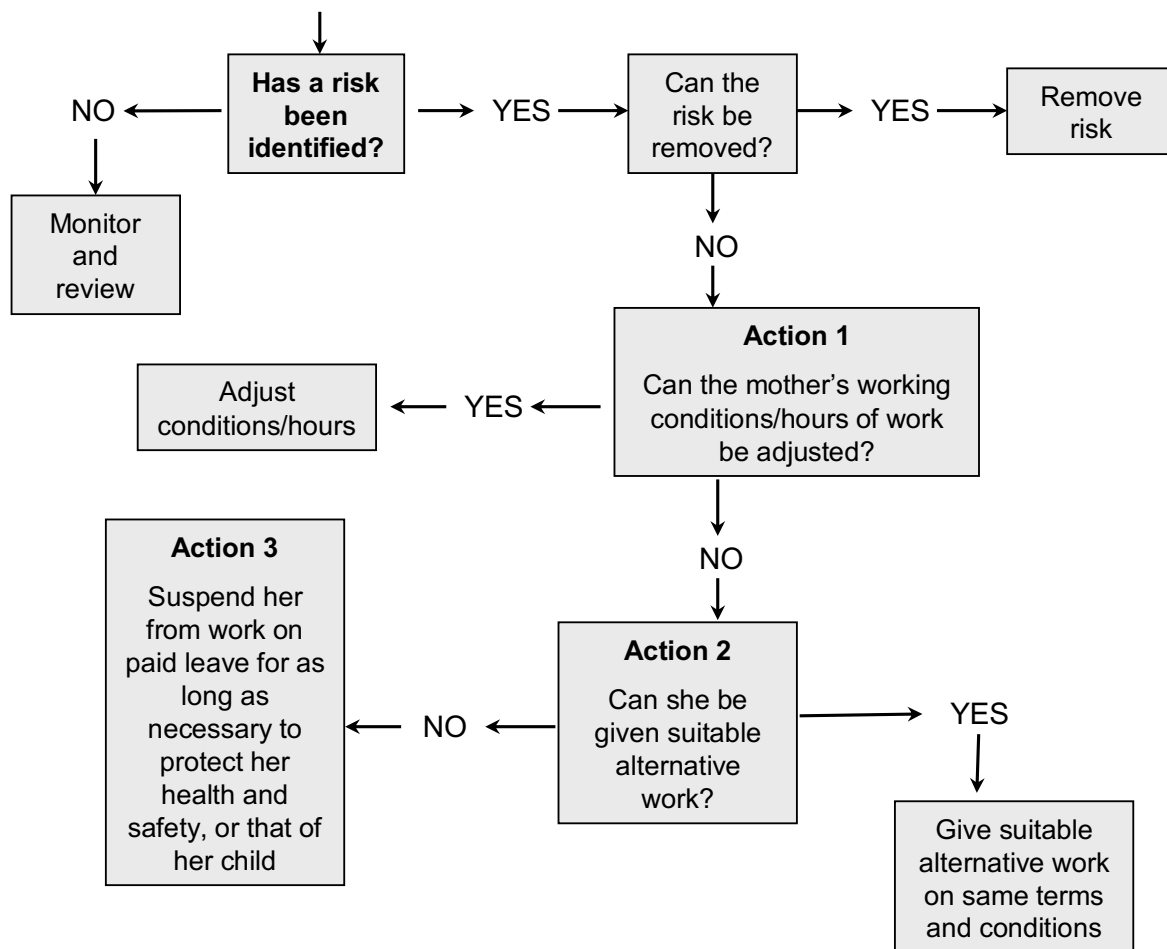 Has a risk
been
identified?
NO
YES
Can the
risk be
removed?
YES
Remove
risk
Monitor
and
review
NO
Action 1
Can the mother’s working
conditions/hours of work
be adjusted?
YES
Adjust
conditions/hours
NO
Action 2
Can she be
given suitable
alternative
work?
NO
Action 3
Suspend her
from work on
paid leave for as
long as
necessary to
protect her
health and
safety, or that of
her child
YES
Give suitable
alternative work
on same terms
and conditions